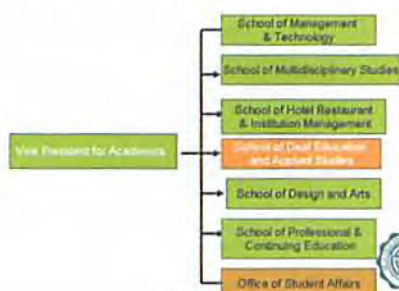 School of Management
& Technology
School of Multidisciplinary Studies
School of Hotel Restaurant
& Institution Management
Vice President for Academics
School of Deaf Education
and Applied Studies
School of Design and Arts
School of Professional &
Continuing Education
Office of Student Affairs